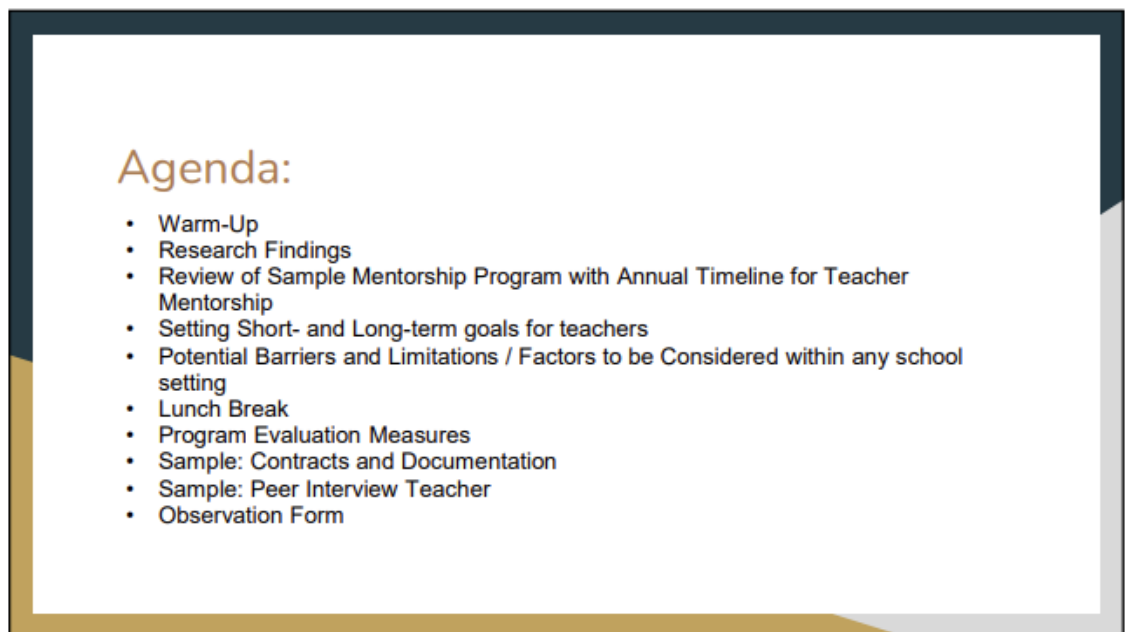 Agenda:
• Warm-Up
• Research Findings
• Review of Sample Mentorship Program with Annual Timeline for Teacher
Mentorship
• Setting Short- and Long-term goals for teachers
• Potential Barriers and Limitations / Factors to be Considered within any school
setting
• Lunch Break
• Program Evaluation Measures
• Sample: Contracts and Documentation
• Sample: Peer Interview Teacher
• Observation Form